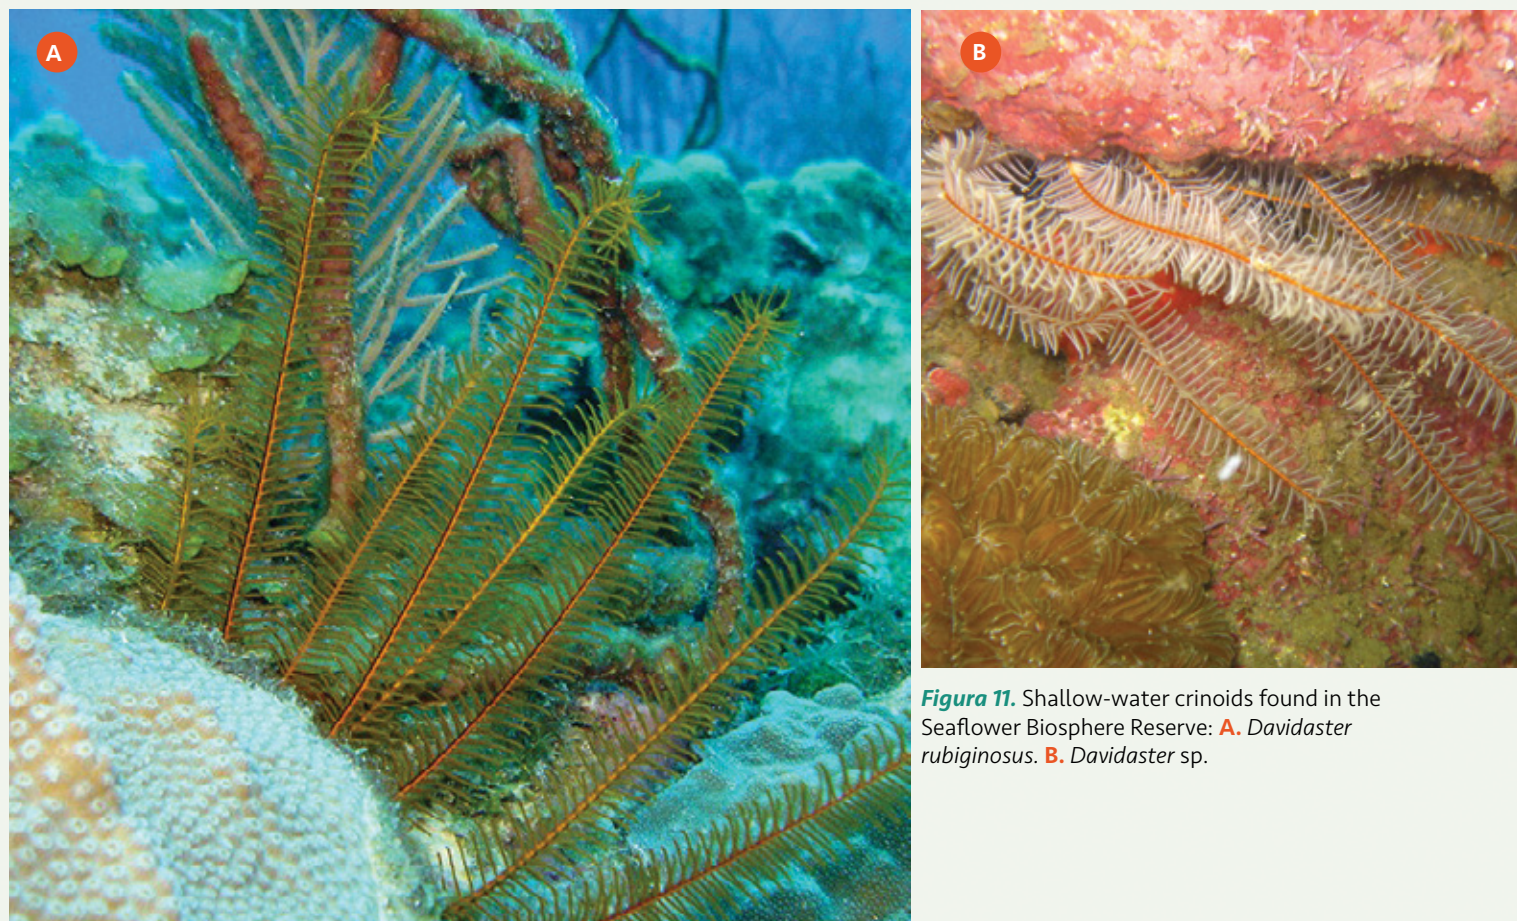 A
B
Figura 11. Shallow-water crinoids found in the
Seaflower Biosphere Reserve: A. Davidaster
rubiginosus. B. Davidaster sp.